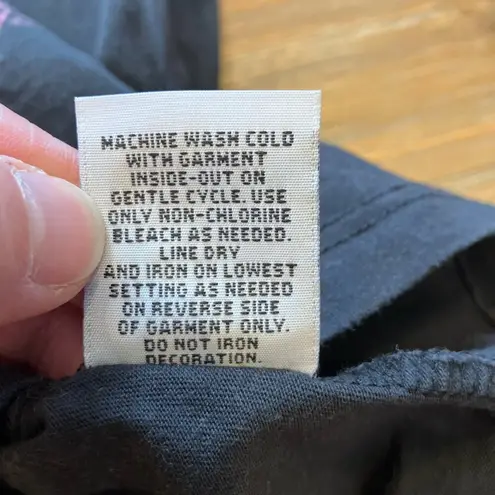 MACHINE WASH COLD
WITH GARMENT
INSIDE-OUT ON
GENTLE CYCLE. USE
ONLY NON-CHLORINE
BLEACH AS NEEDED.
LINE DRY
AND IRON ON LOWEST
SETTING AS NEEDED
ON REVERSE SIDE
OF GARMENT ONLY.
DO NOT IRON
DECORATION.